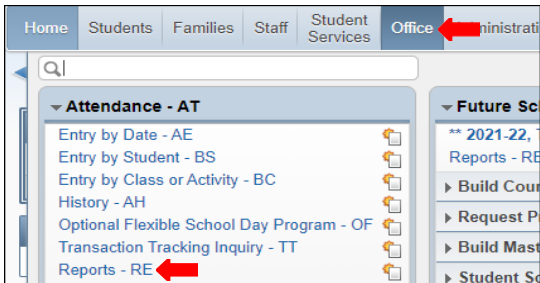 Home Students Families Staff Student Services Office ministrati
Attendance - AT
Entry by Date - AE
Entry by Student - BS
Entry by Class or Activity - BC
History - AH
Optional Flexible School Day Program - OF
Transaction Tracking Inquiry - TT
Reports - RE
Future Sc
** 2021-22,
Reports - RE
Build Cour
Request P
Build Mast
Student Sc